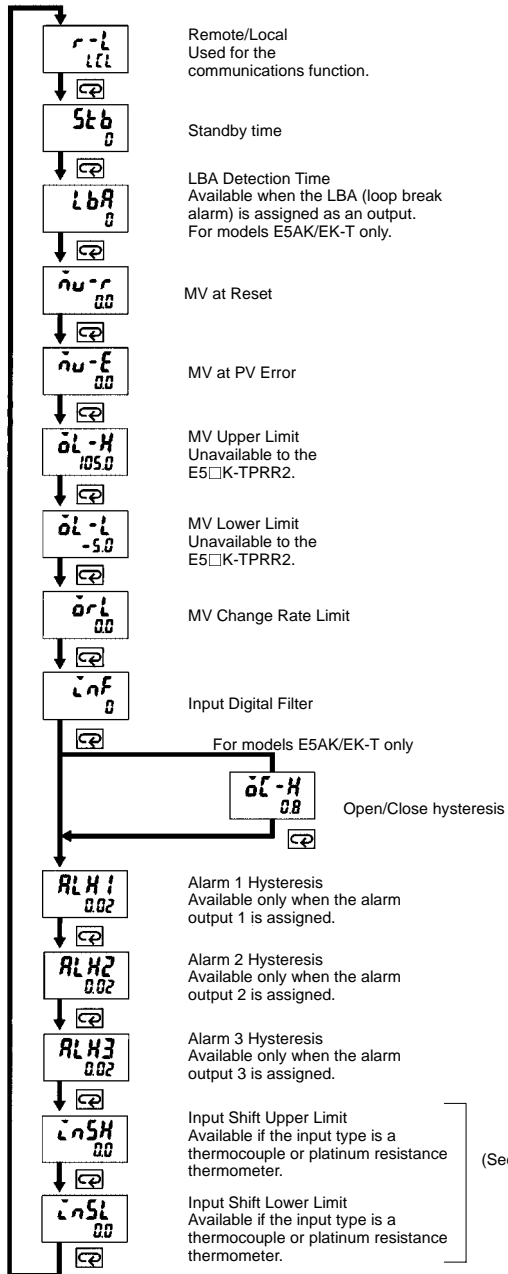 r-L
LCL
Remote/Local
Used for the
communications function.
Stb
0
Standby time
LbA
0
LBA Detection Time
Available when the LBA (loop break
alarm) is assigned as an output.
For models E5AK/EK-T only.
mv-r
0.0
MV at Reset
mv-E
0.0
MV at PV Error
oL-H
105.0
MV Upper Limit
Unavailable to the
E5□K-TPRR2.
oL-L
-5.0
MV Lower Limit
Unavailable to the
E5□K-TPRR2.
orL
0.0
MV Change Rate Limit
inF
0
Input Digital Filter
For models E5AK/EK-T only
oC-H
0.8
Open/Close hysteresis
ALH1
0.02
Alarm 1 Hysteresis
Available only when the alarm
output 1 is assigned.
ALH2
0.02
Alarm 2 Hysteresis
Available only when the alarm
output 2 is assigned.
ALH3
0.02
Alarm 3 Hysteresis
Available only when the alarm
output 3 is assigned.
inSH
0.0
Input Shift Upper Limit
Available if the input type is a
thermocouple or platinum resistance
thermometer.
(See
inSL
0.0
Input Shift Lower Limit
Available if the input type is a
thermocouple or platinum resistance
thermometer.